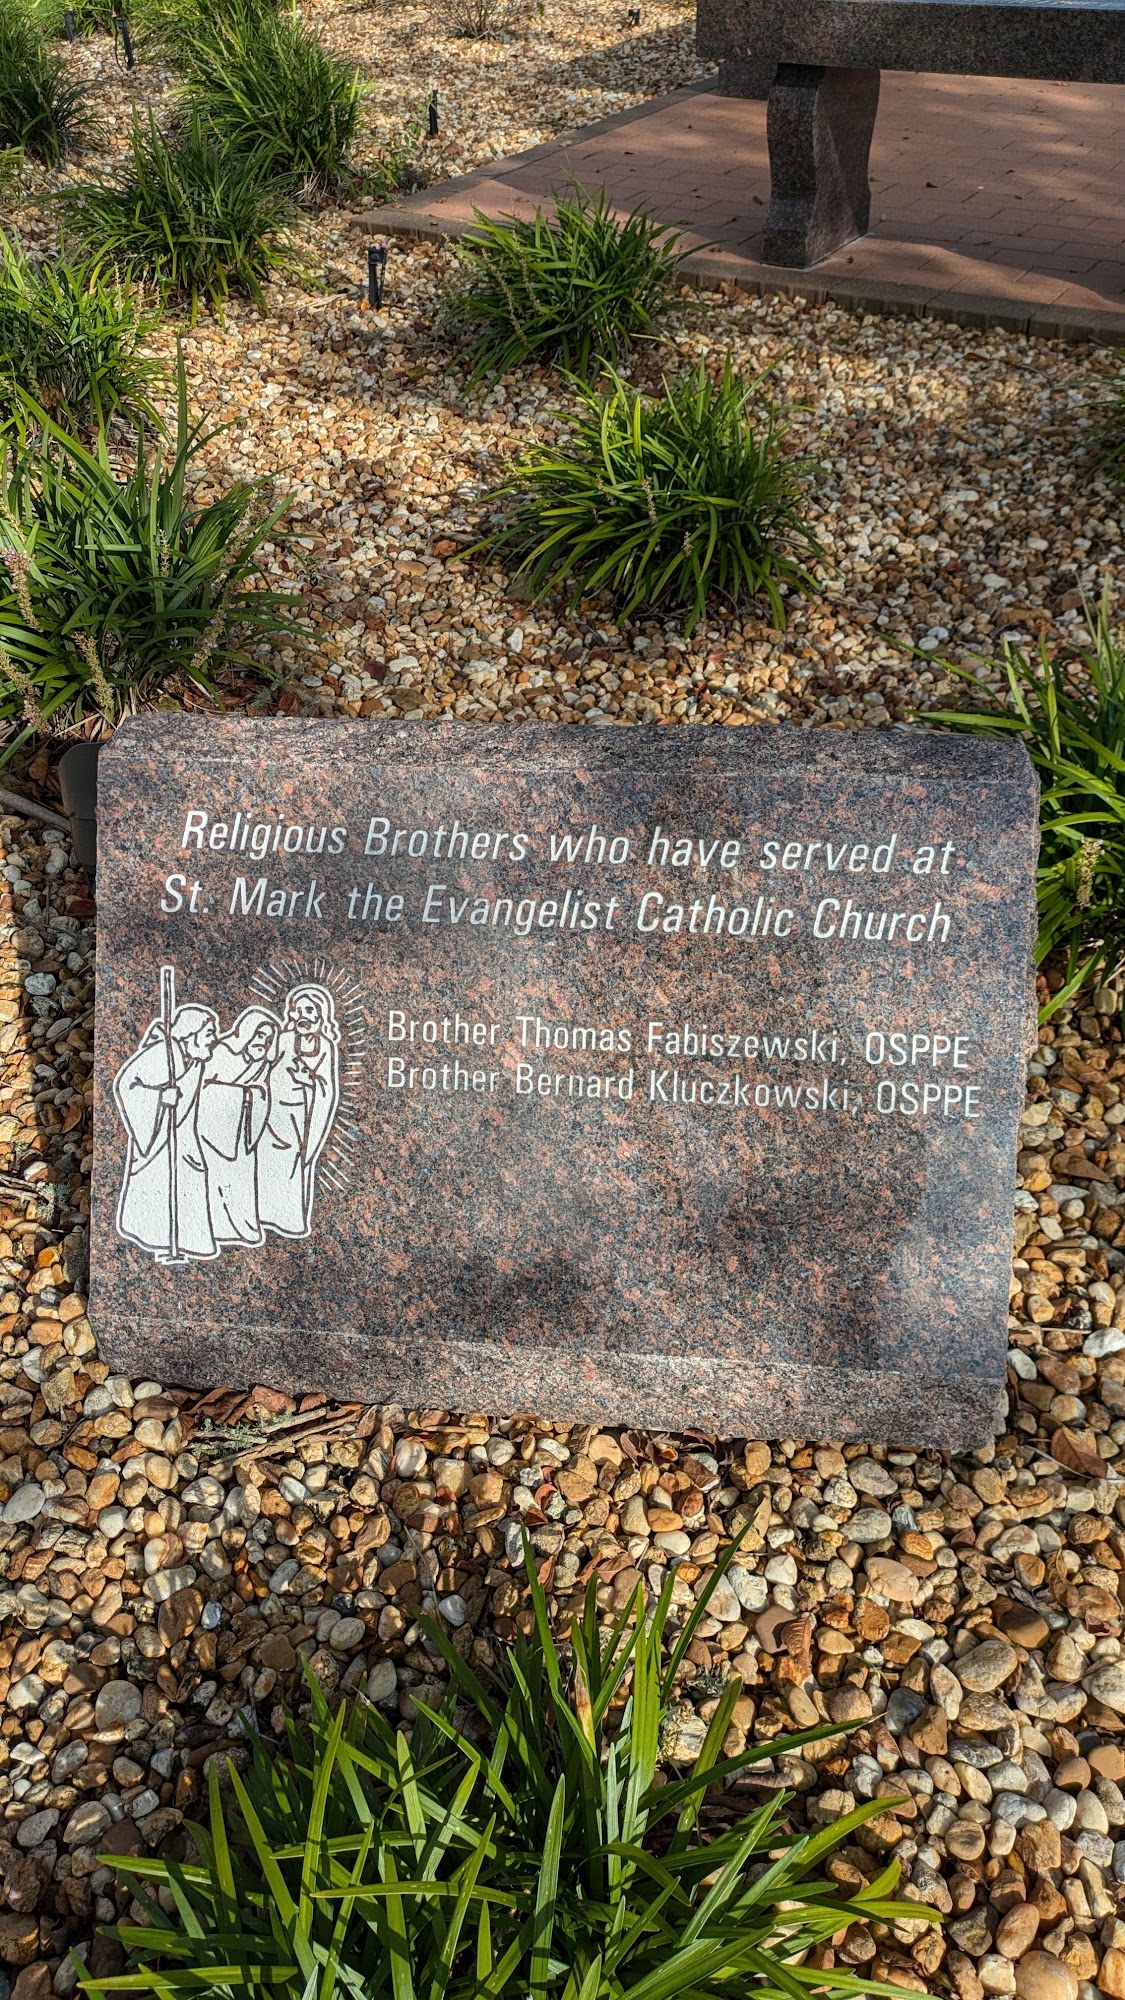 Religious Brothers who have served at
St. Mark the Evangelist Catholic Church
Brother Thomas Fabiszewski, OSPPE
Brother Bernard Kluczkowski, OSPPE